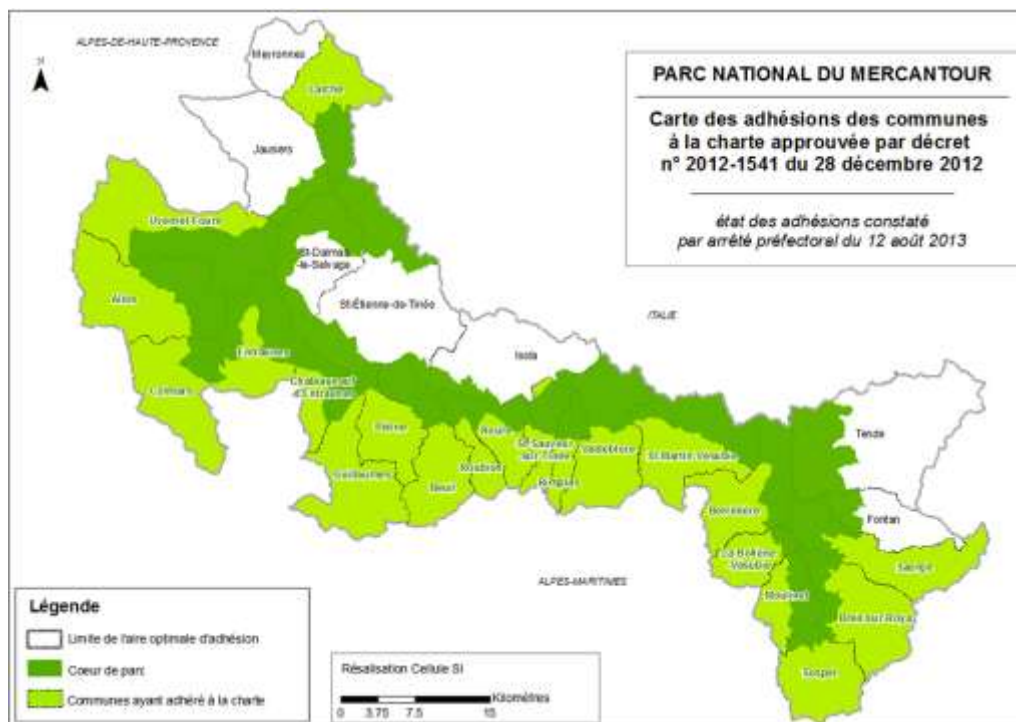 ALPES-DE-HAUTE-PROVENCE
PARC NATIONAL DU MERCANTOUR
Carte des adhésions des communes
à la charte approuvée par décret
n° 2012-1541 du 28 décembre 2012
état des adhésions constaté
par arrêté préfectoral du 12 août 2013
Meyronnes
Larche
Jausiers
Uvernet-Fours
St-Dalmas
-le-Selvage
Allos
St-Étienne-de-Tinée
ITALIE
Isola
Entraunes
Colmars
Châteauneuf
d'Entraunes
Péone
Roure
St-Sauveur
sur-Tinée
Valdeblore
St-Martin-Vésubie
Tende
Guillaumes
Beuil
Roubion
Rimplas
Belvédère
Fontan
La Bollène
-Vésubie
Saorge
ALPES-MARITIMES
Moulinet
Breil-sur-Roya
Sospel
Légende
Limite de l'aire optimale d'adhésion
Coeur de parc
Communes ayant adhéré à la charte
Résalisation Cellule SI
Kilomètres
0 3.75 7.5 15